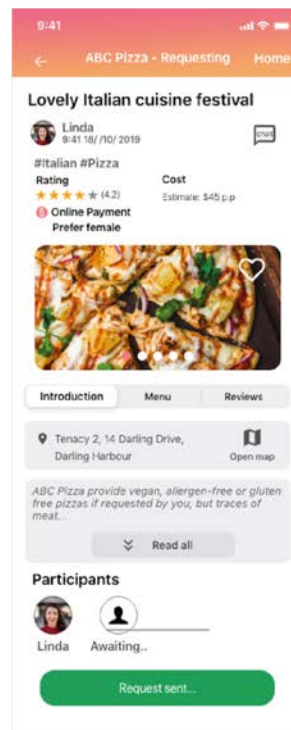 9:41
ABC Pizza - Requesting Home
Lovely Italian cuisine festival
Linda
9:41 18/ /10/ 2019
chat
#Italian #Pizza
Rating Cost
(4.2) Estimate: $45 p.p
$ Online Payment
Prefer female
Introduction Menu Reviews
Tenacy 2, 14 Darling Drive,
Darling Harbour
Open map
ABC Pizza provide vegan, allergen-free or gluten
free pizzas if requested by you, but traces of
meat...
Read all
Participants
Linda Awaiting..
Request sent...